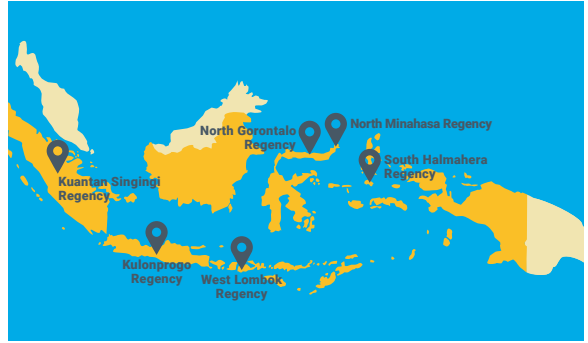 North Minahasa Regency
North Gorontalo
Regency
South Halmahera
Regency
Kuantan Singingi
Regency
Kulonprogo
Regency
West Lombok
Regency